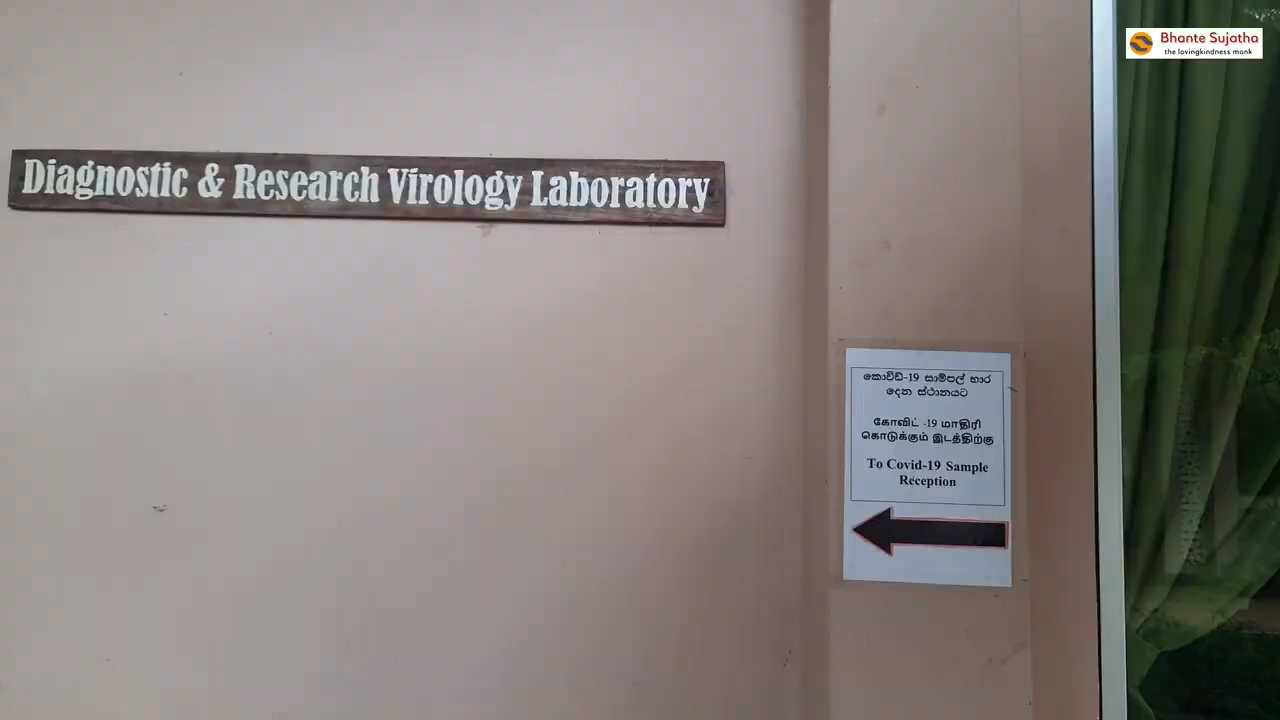 Bhante Sujatha
the lovingkindness monk
Diagnostic & Research Virology Laboratory
කොවිඩ්-19 සාම්පල් භාර
දෙන ස්ථානයට
கோவிட் -19 மாதிரி
கொடுக்கும் இடத்திற்கு
To Covid-19 Sample
Reception